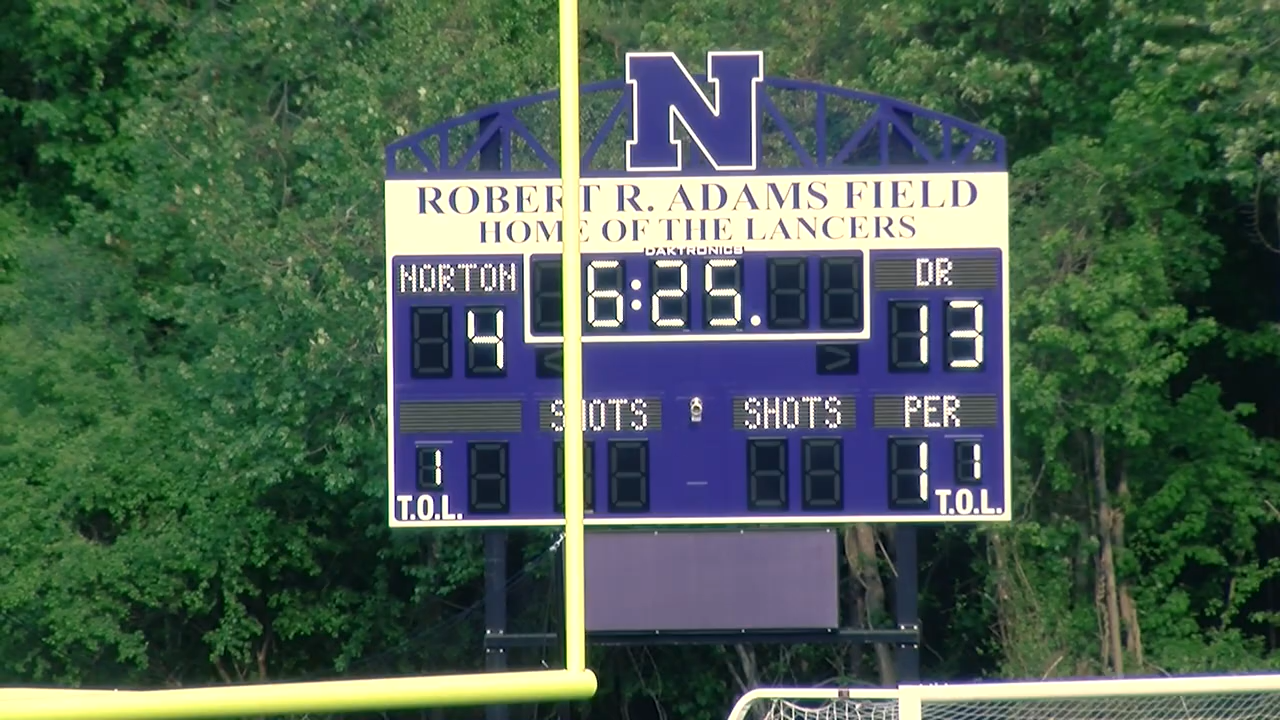 N
ROBERT R. ADAMS FIELD
HOME OF THE LANCERS
DAKTRONICS
NORTON 6:25. DR
4 13
< >
SHOTS SHOTS PER
1 1 1
T.O.L. T.O.L.